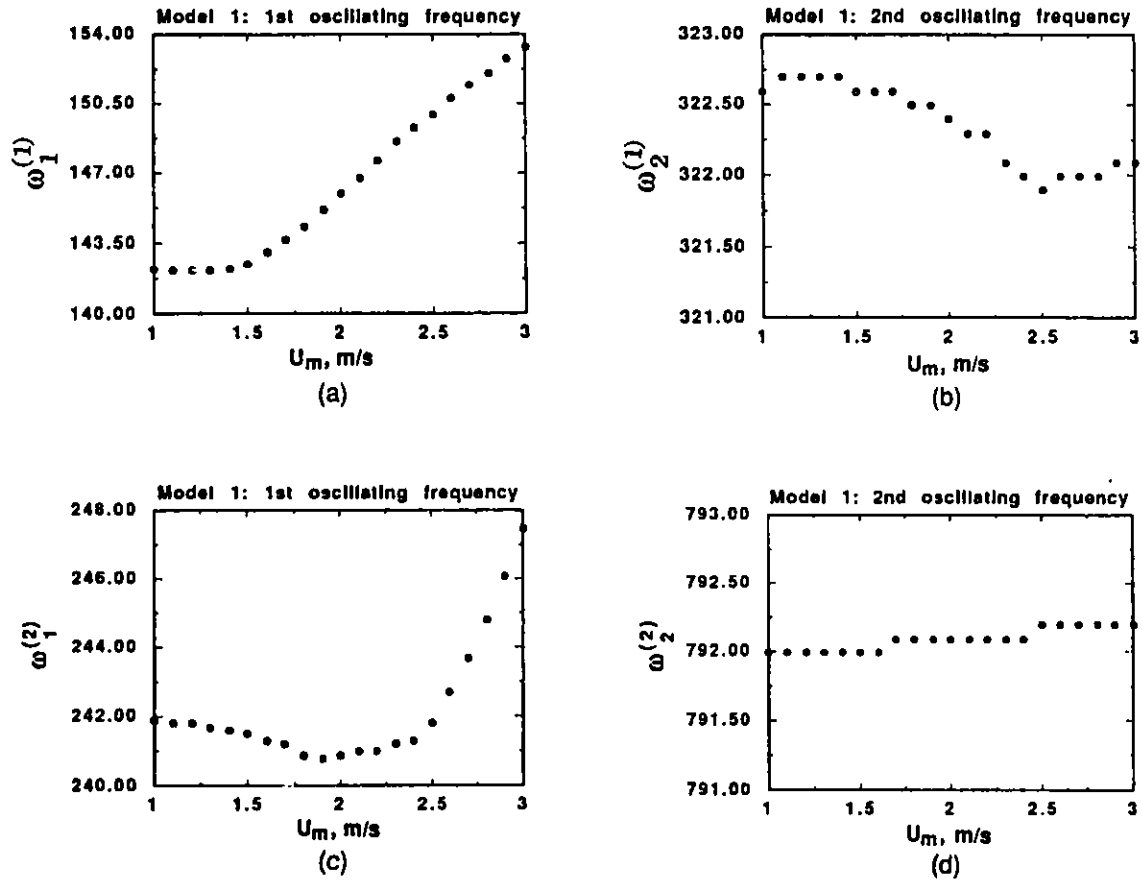 Model 1: 1st oscillating frequency
154.00
150.50
147.00
143.50
140.00
ω₁⁽¹⁾
1 1.5 2 2.5 3
Uₘ, m/s
(a)
Model 1: 2nd oscillating frequency
323.00
322.50
322.00
321.50
321.00
ω₂⁽¹⁾
1 1.5 2 2.5 3
Uₘ, m/s
(b)
Model 1: 1st oscillating frequency
248.00
246.00
244.00
242.00
240.00
ω₁⁽²⁾
1 1.5 2 2.5 3
Uₘ, m/s
(c)
Model 1: 2nd oscillating frequency
793.00
792.50
792.00
791.50
791.00
ω₂⁽²⁾
1 1.5 2 2.5 3
Uₘ, m/s
(d)